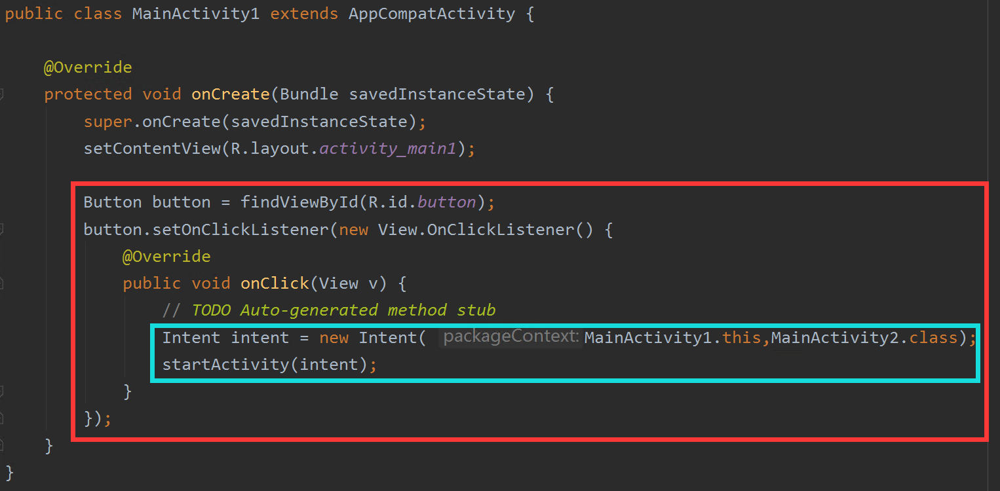 public class MainActivity1 extends AppCompatActivity {
@Override
protected void onCreate(Bundle savedInstanceState) {
super.onCreate(savedInstanceState);
setContentView(R.layout.activity_main1);
Button button = findViewById(R.id.button);
button.setOnClickListener(new View.OnClickListener() {
@Override
public void onClick(View v) {
// TODO Auto-generated method stub
Intent intent = new Intent( packageContext: MainActivity1.this,MainActivity2.class);
startActivity(intent);
}
});
}
}